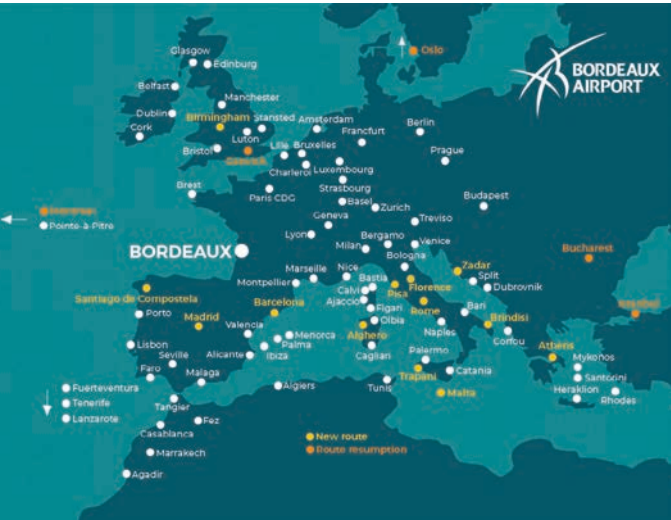 Glasgow
Edinburg
Oslo
BORDEAUX
AIRPORT
Belfast
Manchester
Dublin
Birmingham
Stansted
Amsterdam
Berlin
Cork
Luton
Francfurt
Bristol
Gatwick
Lille
Bruxelles
Prague
Charleroi
Luxembourg
Brest
Paris CDG
Strasbourg
Basel
Zurich
Budapest
Pointe-à-Pitre
Geneva
Treviso
Lyon
Bergamo
Venice
BORDEAUX
Milan
Bologna
Bucharest
Marseille
Nice
Zadar
Montpellier
Bastia
Split
Calvi
Florence
Dubrovnik
Santiago de Compostela
Barcelona
Ajaccio
Pisa
Bari
Istanbul
Porto
Madrid
Figari
Rome
Brindisi
Valencia
Menorca
Olbia
Naples
Lisbon
Alghero
Corfou
Seville
Alicante
Palma
Ibiza
Cagliari
Palermo
Athens
Mykonos
Faro
Malaga
Trapani
Catania
Santorini
Fuerteventura
Algiers
Tunis
Heraklion
Rhodes
Tenerife
Tangier
Malta
Lanzarote
Fez
Casablanca
New route
Marrakech
Route resumption
Agadir